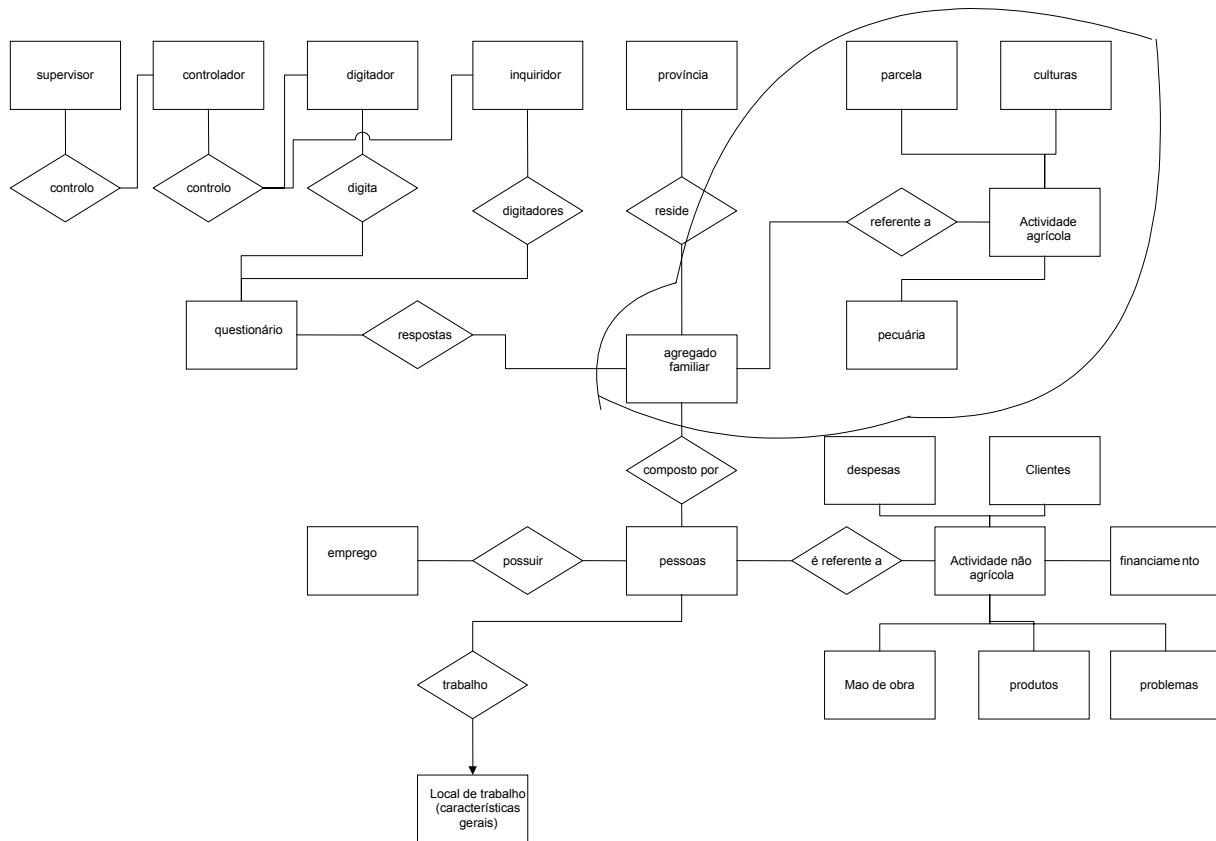 supervisor
controlador
digitador
inquiridor
província
parcela
culturas
controlo
controlo
digita
digitadores
reside
referente a
Actividade
agrícola
questionário
respostas
agregado
familiar
pecuária
composto por
despesas
Clientes
emprego
possuir
pessoas
é referente a
Actividade não
agrícola
financiamento
trabalho
Mao de obra
produtos
problemas
Local de trabalho
(características
gerais)